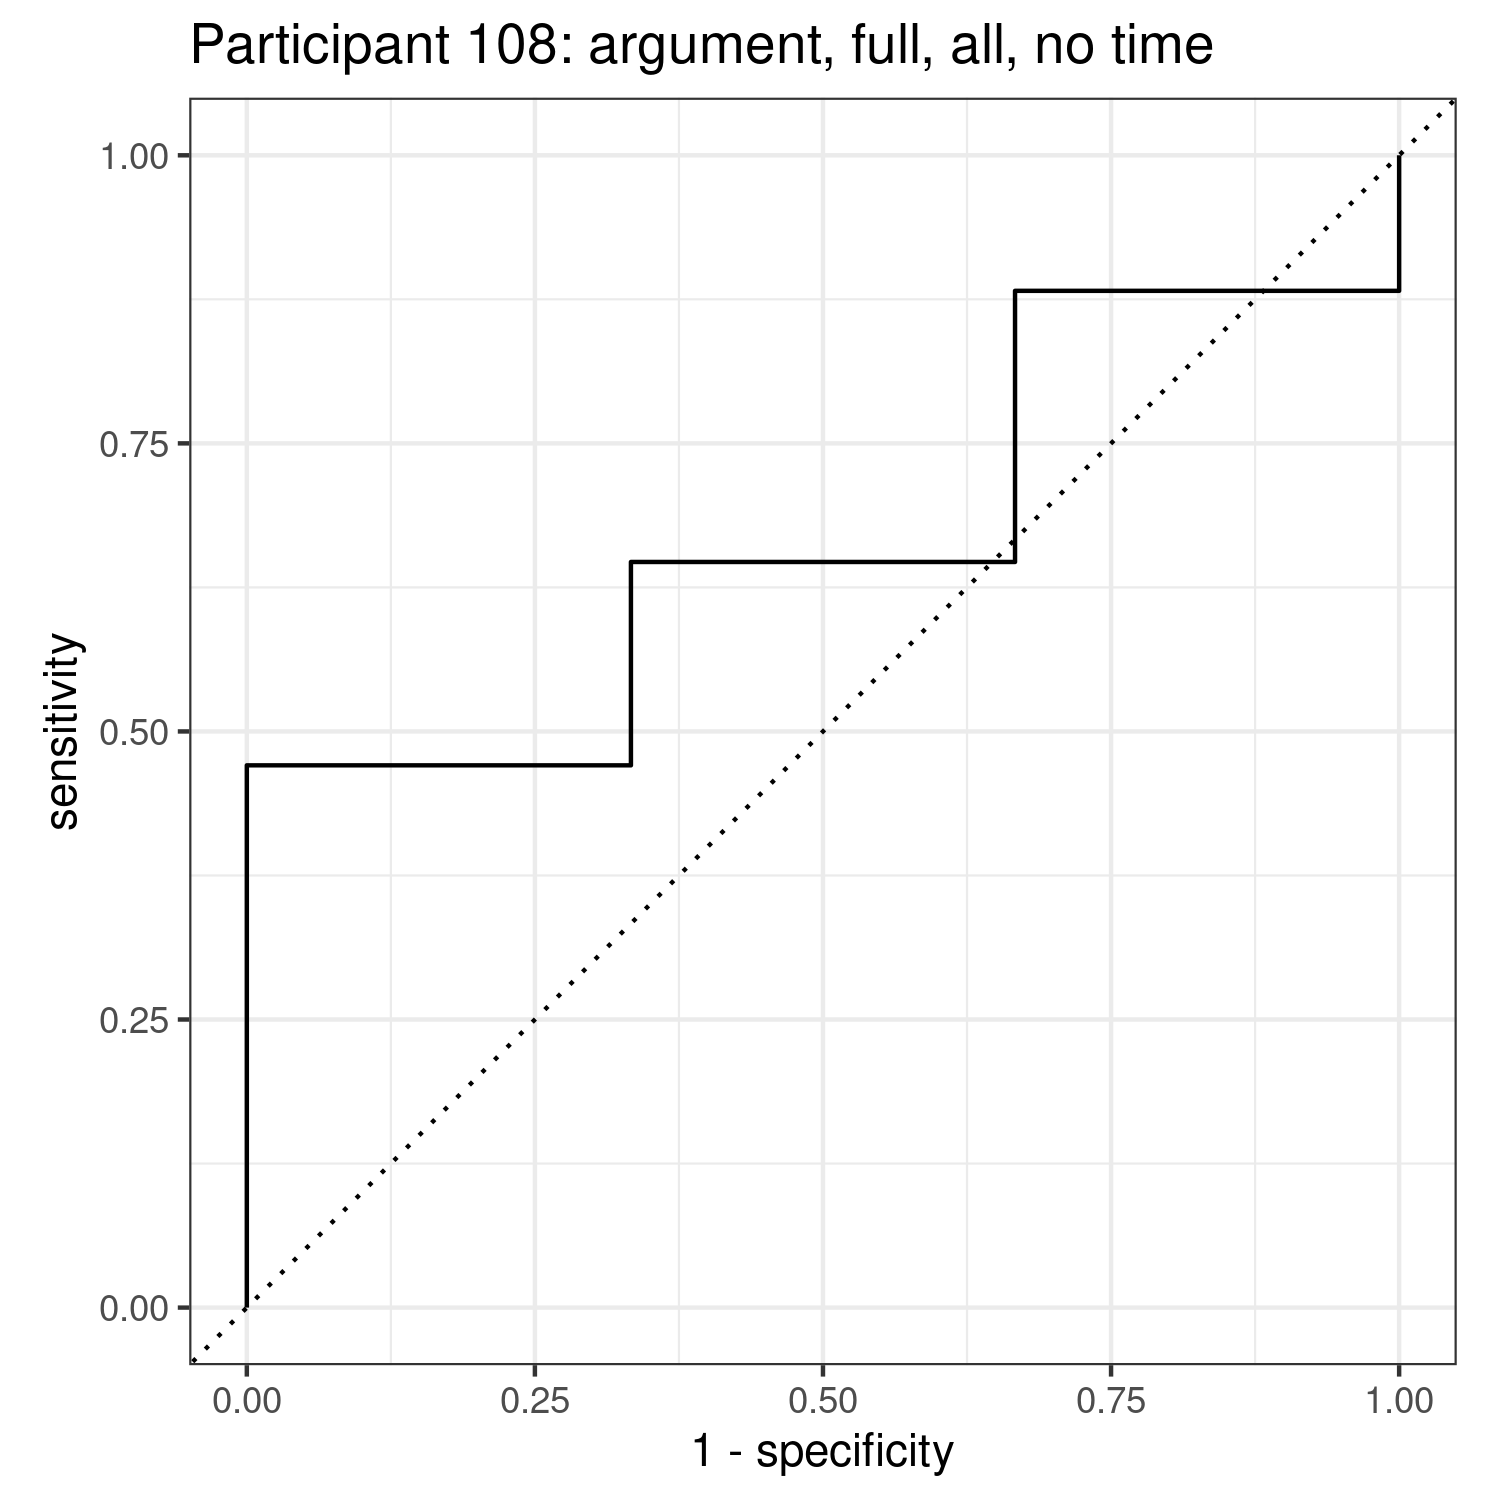 Participant 108: argument, full, all, no time
1.00
0.75
0.50
0.25
0.00
sensitivity
0.00 0.25 0.50 0.75 1.00
1 - specificity